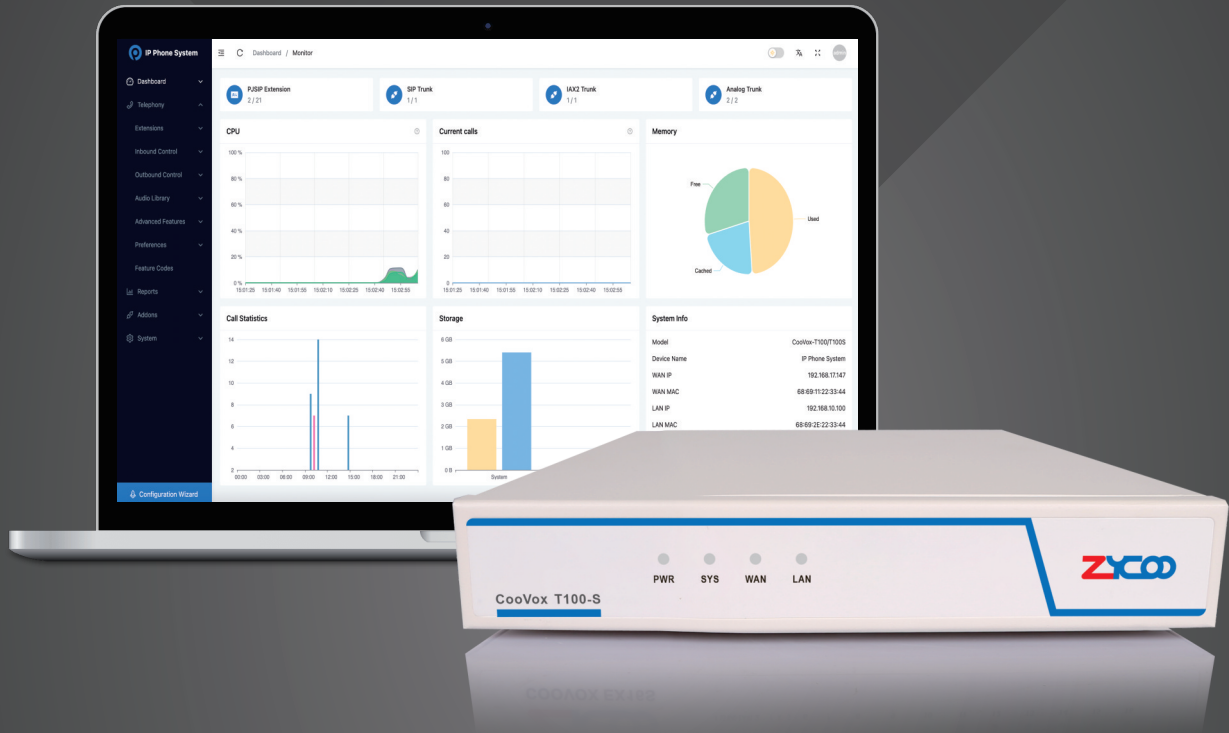 IP Phone System
Dashboard / Monitor
admin
Dashboard
Telephony
Extensions
Inbound Control
Outbound Control
Audio Library
Advanced Features
Preferences
Feature Codes
Reports
Addons
System
Configuration Wizard
PJSIP Extension
2 / 21
SIP Trunk
1 / 1
IAX2 Trunk
1 / 1
Analog Trunk
2 / 2
CPU
100 %
80 %
60 %
40 %
20 %
0 %
15:01:25 15:01:40 15:01:55 15:02:10 15:02:25 15:02:40 15:02:55
Current calls
100
80
60
40
20
0
15:01:25 15:01:40 15:01:55 15:02:10 15:02:25 15:02:40 15:02:55
Memory
Free
Used
Cached
Call Statistics
14
12
10
8
6
4
2
00:00 03:00 06:00 09:00 12:00 15:00 18:00 21:00
Storage
6 GB
5 GB
4 GB
3 GB
2 GB
1 GB
0 B
System
System Info
Model CooVox-T100/T100S
Device Name IP Phone System
WAN IP 192.168.17.147
WAN MAC 68:69:11:22:33:44
LAN IP 192.168.10.100
LAN MAC 68:69:2E:22:33:44
PWR SYS WAN LAN
CooVox T100-S
ZYCOO
COOVOX EX16S